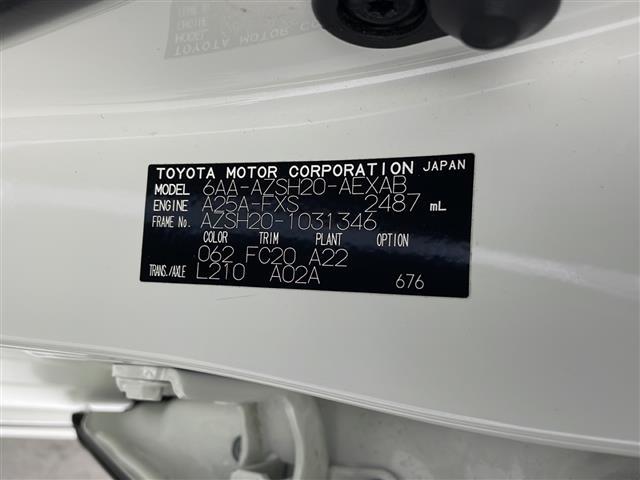 TOYOTA MOTOR CORPORATION JAPAN
MODEL 6AA-AZSH20-AEXAB
ENGINE A25A-FXS 2487 mL
FRAME No. AZSH20-1031346
COLOR TRIM PLANT OPTION
062 FC20 A22
TRANS./AXLE L210 A02A 676